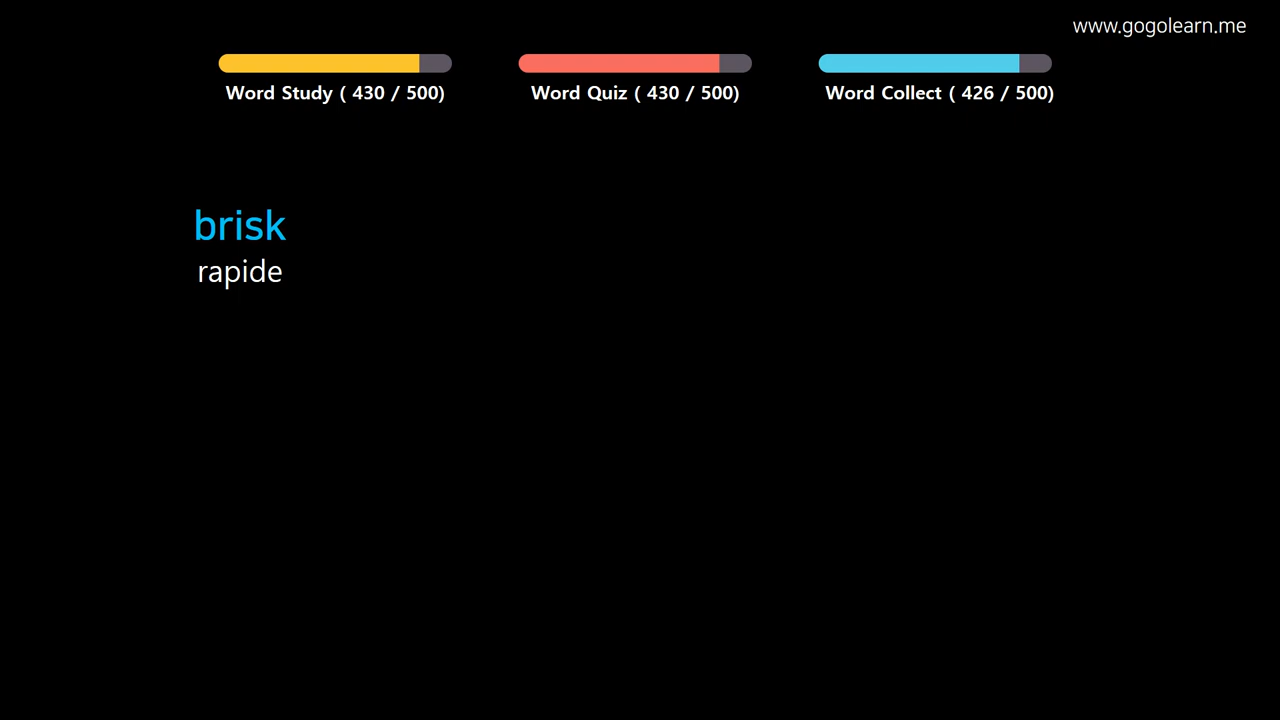 www.gogolearn.me
Word Study ( 430 / 500)
Word Quiz ( 430 / 500)
Word Collect ( 426 / 500)
brisk
rapide